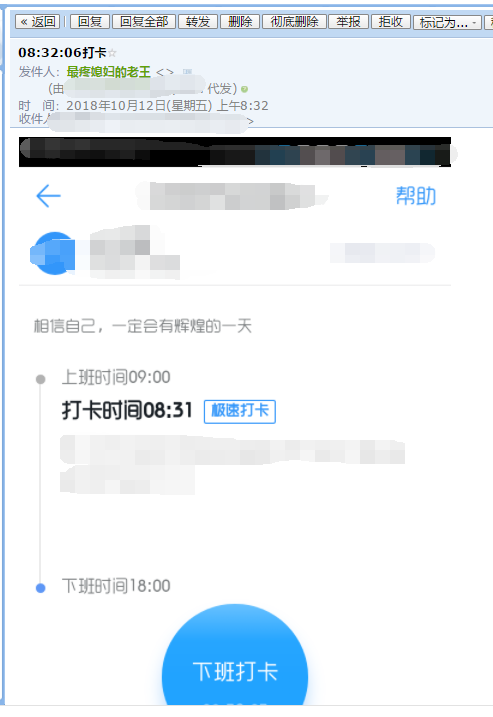 « 返回 回复 回复全部 转发 删除 彻底删除 举报 拒收 标记为...
08:32:06打卡☆
发件人：最疼媳妇的老王 <>
(由 代发)
时 间：2018年10月12日(星期五) 上午8:32
收件人 >
帮助
相信自己，一定会有辉煌的一天
上班时间09:00
打卡时间08:31 极速打卡
下班时间18:00
下班打卡